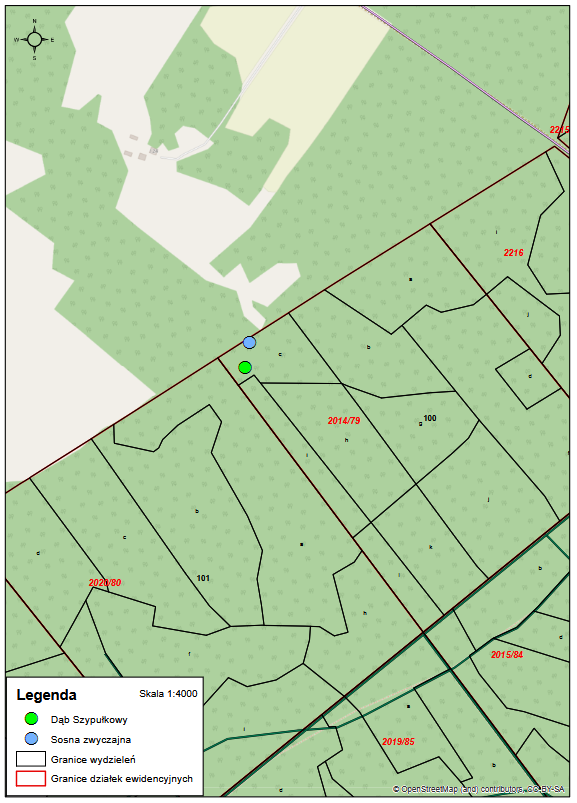 N
W E
S
2215
i
2216
a
j
b
c
d
2014/79
100
g
h
i
j
b
c
a
d
k
l
2020/80
101
b
h
d
f
2015/84
i
a
2019/85
b
d
Legenda
Skala 1:4000
Dąb Szypułkowy
Sosna zwyczajna
Granice wydzieleń
Granice działek ewidencyjnych
© OpenStreetMap (and) contributors, CC-BY-SA